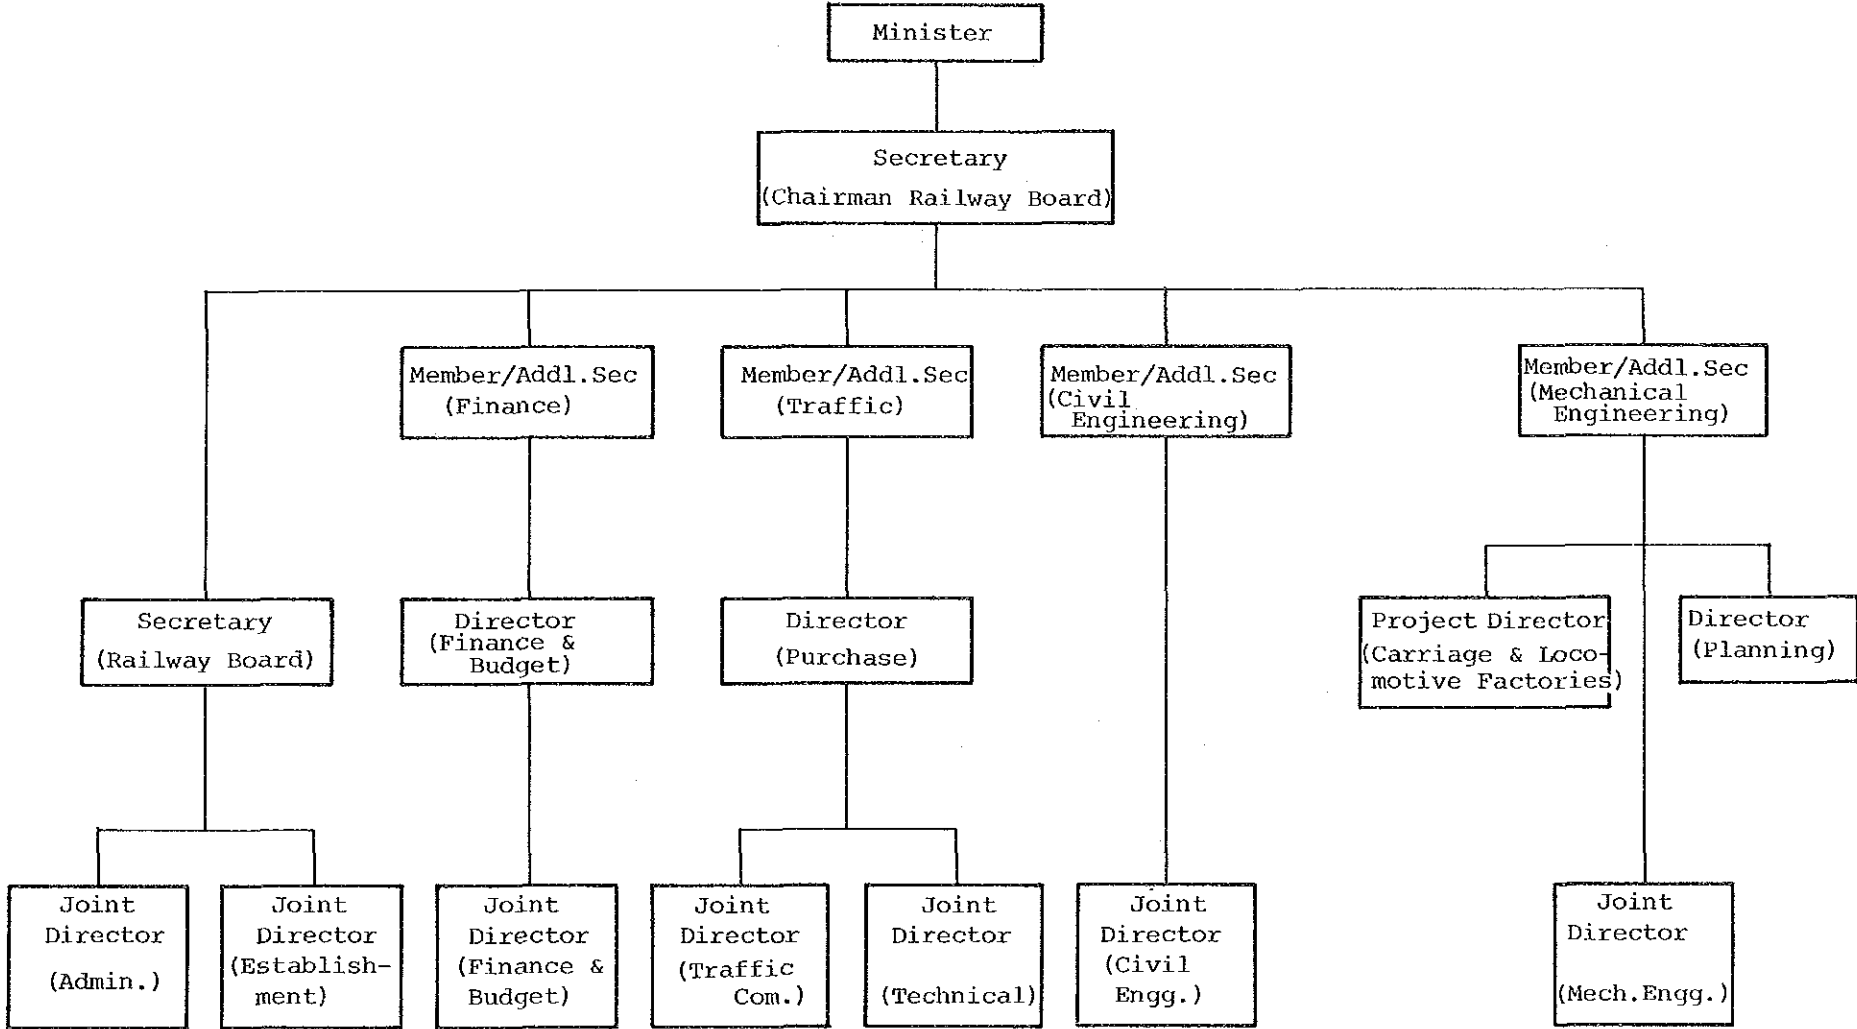 Minister
Secretary
(Chairman Railway Board)
Member/Addl.Sec
(Finance)
Member/Addl.Sec
(Traffic)
Member/Addl.Sec
(Civil
Engineering)
Member/Addl.Sec
(Mechanical
Engineering)
Secretary
(Railway Board)
Director
(Finance &
Budget)
Director
(Purchase)
Project Director
(Carriage & Loco-
motive Factories)
Director
(Planning)
Joint
Director
(Admin.)
Joint
Director
(Establish-
ment)
Joint
Director
(Finance &
Budget)
Joint
Director
(Traffic
Com.)
Joint
Director
(Technical)
Joint
Director
(Civil
Engg.)
Joint
Director
(Mech.Engg.)